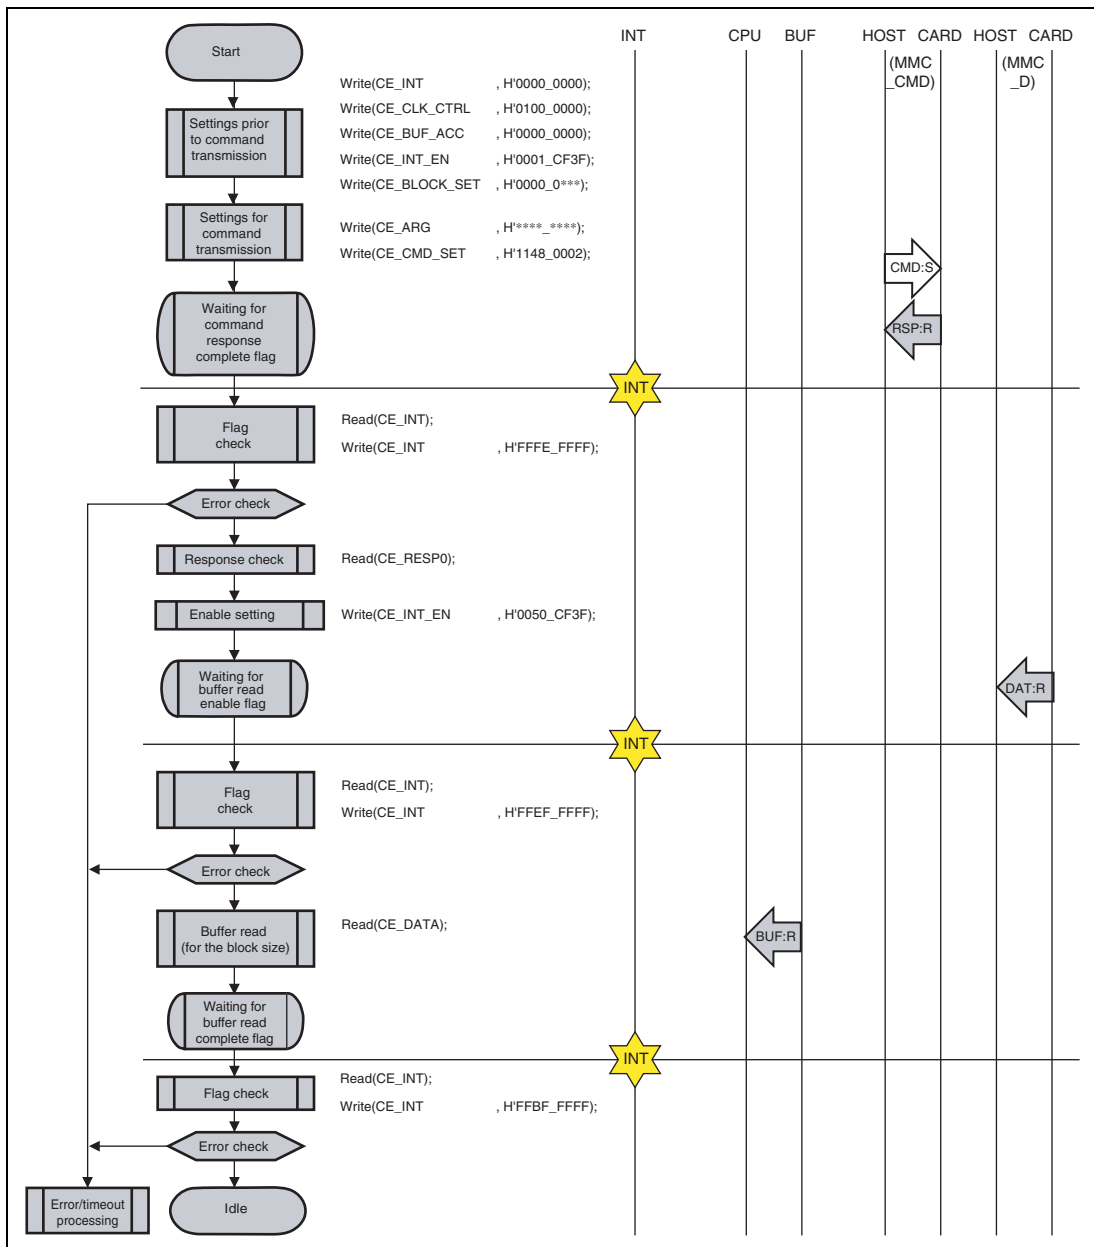 INT CPU BUF HOST CARD HOST CARD
(MMC
_CMD)
(MMC
_D)
Start
Write(CE_INT , H'0000_0000);
Write(CE_CLK_CTRL , H'0100_0000);
Settings prior
to command
transmission
Write(CE_BUF_ACC , H'0000_0000);
Write(CE_INT_EN , H'0001_CF3F);
Write(CE_BLOCK_SET , H'0000_0***);
Settings for
command
transmission
Write(CE_ARG , H'****_****);
Write(CE_CMD_SET , H'1148_0002);
CMD:S
Waiting for
command
response
complete flag
RSP:R
INT
Flag
check
Read(CE_INT);
Write(CE_INT , H'FFFE_FFFF);
Error check
Response check
Read(CE_RESP0);
Enable setting
Write(CE_INT_EN , H'0050_CF3F);
Waiting for
buffer read
enable flag
DAT:R
INT
Flag
check
Read(CE_INT);
Write(CE_INT , H'FFEF_FFFF);
Error check
Buffer read
(for the block size)
Read(CE_DATA);
BUF:R
Waiting for
buffer read
complete flag
INT
Read(CE_INT);
Flag check
Write(CE_INT , H'FFBF_FFFF);
Error check
Error/timeout
processing
Idle